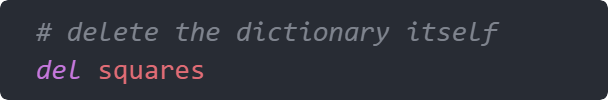 # delete the dictionary itself
del squares